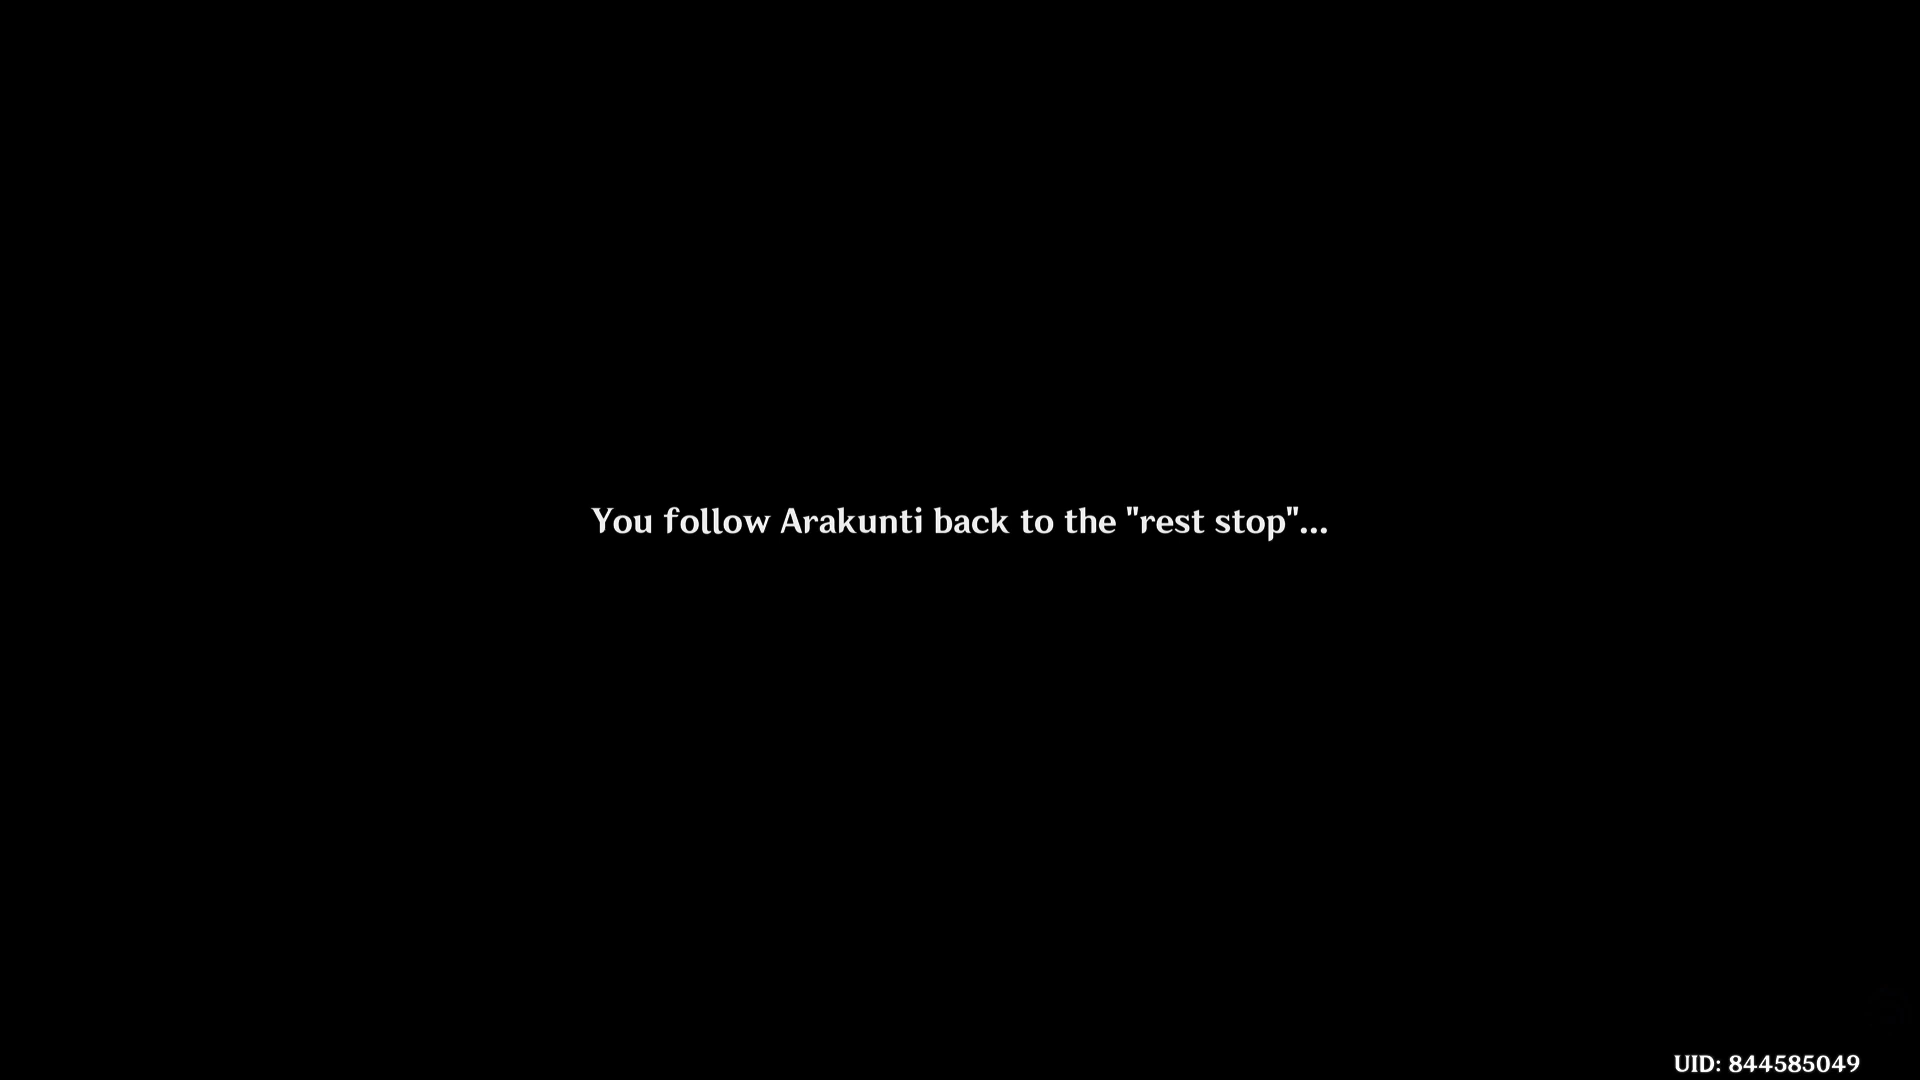 You follow Arakunti back to the "rest stop"...
UID: 844585049